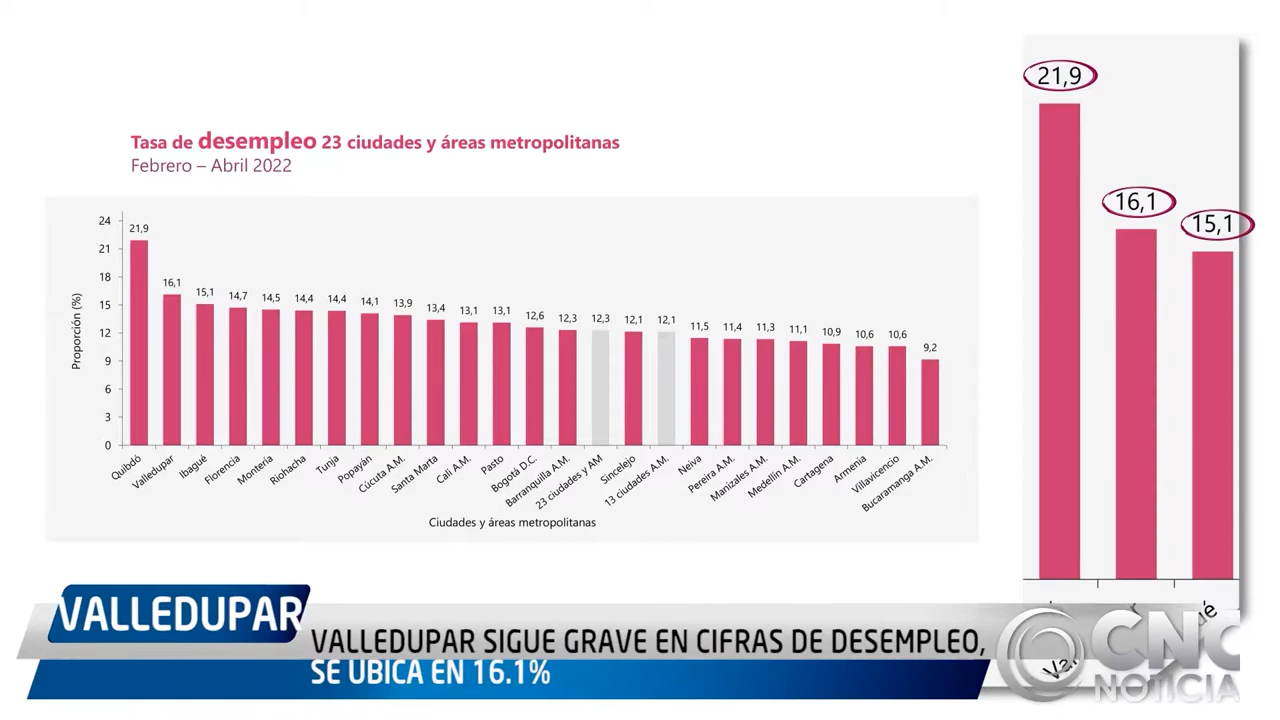 Tasa de desempleo 23 ciudades y áreas metropolitanas
Febrero – Abril 2022
Proporción (%)
24
21
18
15
12
9
6
3
0
21,9
16,1
15,1
14,7
14,5
14,4
14,4
14,1
13,9
13,4
13,1
13,1
12,6
12,3
12,3
12,1
12,1
11,5
11,4
11,3
11,1
10,9
10,6
10,6
9,2
Quibdó
Valledupar
Ibagué
Florencia
Montería
Riohacha
Tunja
Popayán
Cúcuta A.M.
Santa Marta
Cali A.M.
Pasto
Bogotá D.C.
Barranquilla A.M.
23 ciudades y AM
Sincelejo
13 ciudades A.M.
Neiva
Pereira A.M.
Manizales A.M.
Medellín A.M.
Cartagena
Armenia
Villavicencio
Bucaramanga A.M.
Ciudades y áreas metropolitanas
21,9
16,1
15,1
VALLEDUPAR
VALLEDUPAR SIGUE GRAVE EN CIFRAS DE DESEMPLEO,
SE UBICA EN 16.1%
CNC
NOTICIA